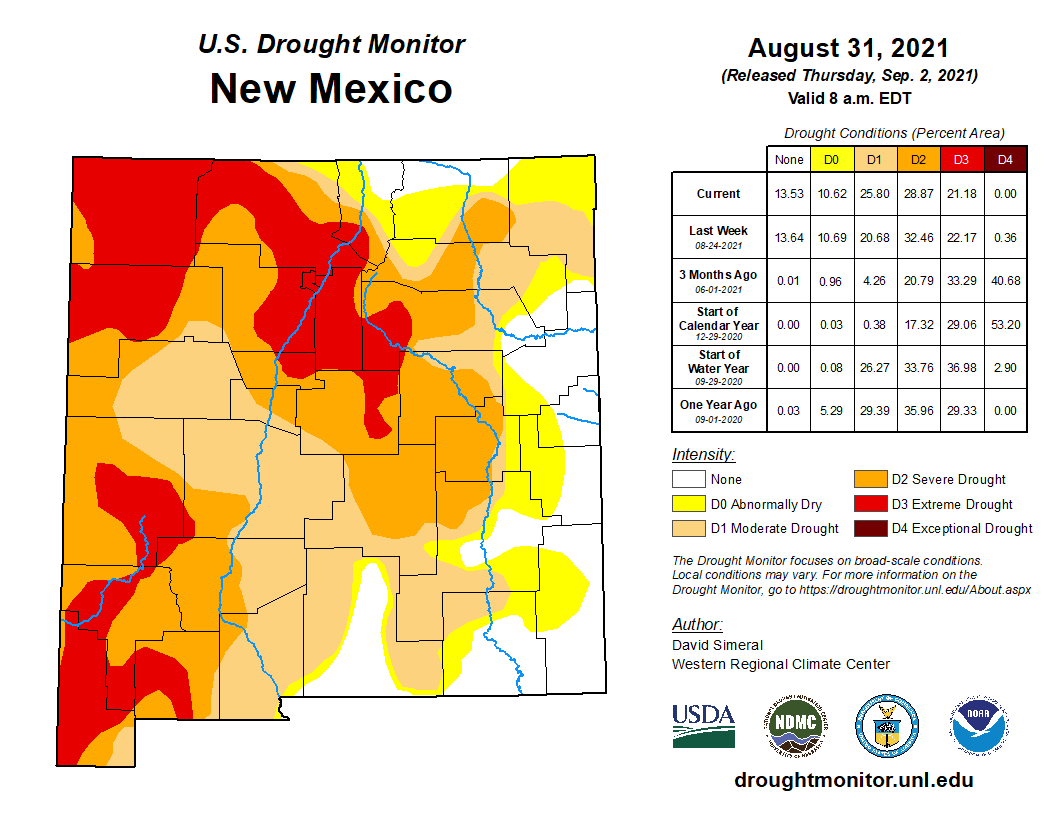 U.S. Drought Monitor
New Mexico
August 31, 2021
(Released Thursday, Sep. 2, 2021)
Valid 8 a.m. EDT
Drought Conditions (Percent Area)
None D0 D1 D2 D3 D4
Current 13.53 10.62 25.80 28.87 21.18 0.00
Last Week
08-24-2021 13.64 10.69 20.68 32.46 22.17 0.36
3 Months Ago
06-01-2021 0.01 0.96 4.26 20.79 33.29 40.68
Start of
Calendar Year
12-29-2020 0.00 0.03 0.38 17.32 29.06 53.20
Start of
Water Year
09-29-2020 0.00 0.08 26.27 33.76 36.98 2.90
One Year Ago
09-01-2020 0.03 5.29 29.39 35.96 29.33 0.00
Intensity:
None
D0 Abnormally Dry
D1 Moderate Drought
D2 Severe Drought
D3 Extreme Drought
D4 Exceptional Drought
The Drought Monitor focuses on broad-scale conditions.
Local conditions may vary. For more information on the
Drought Monitor, go to https://droughtmonitor.unl.edu/About.aspx
Author:
David Simeral
Western Regional Climate Center
USDA
NDMC
NOAA
droughtmonitor.unl.edu